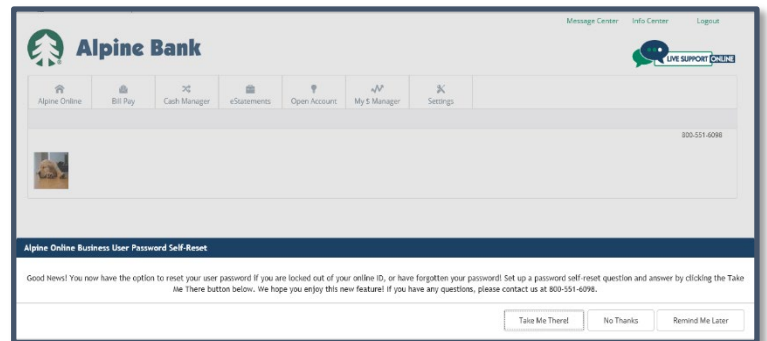 Message Center Info Center Logout
Alpine Bank
LIVE SUPPORT ONLINE
Alpine Online Bill Pay Cash Manager eStatements Open Account My $ Manager Settings
800-551-6098
Alpine Online Business User Password Self-Reset
Good News! You now have the option to reset your user password if you are locked out of your online ID, or have forgotten your password! Set up a password self-reset question and answer by clicking the Take
Me There button below. We hope you enjoy this new feature! If you have any questions, please contact us at 800-551-6098.
Take Me There! No Thanks Remind Me Later